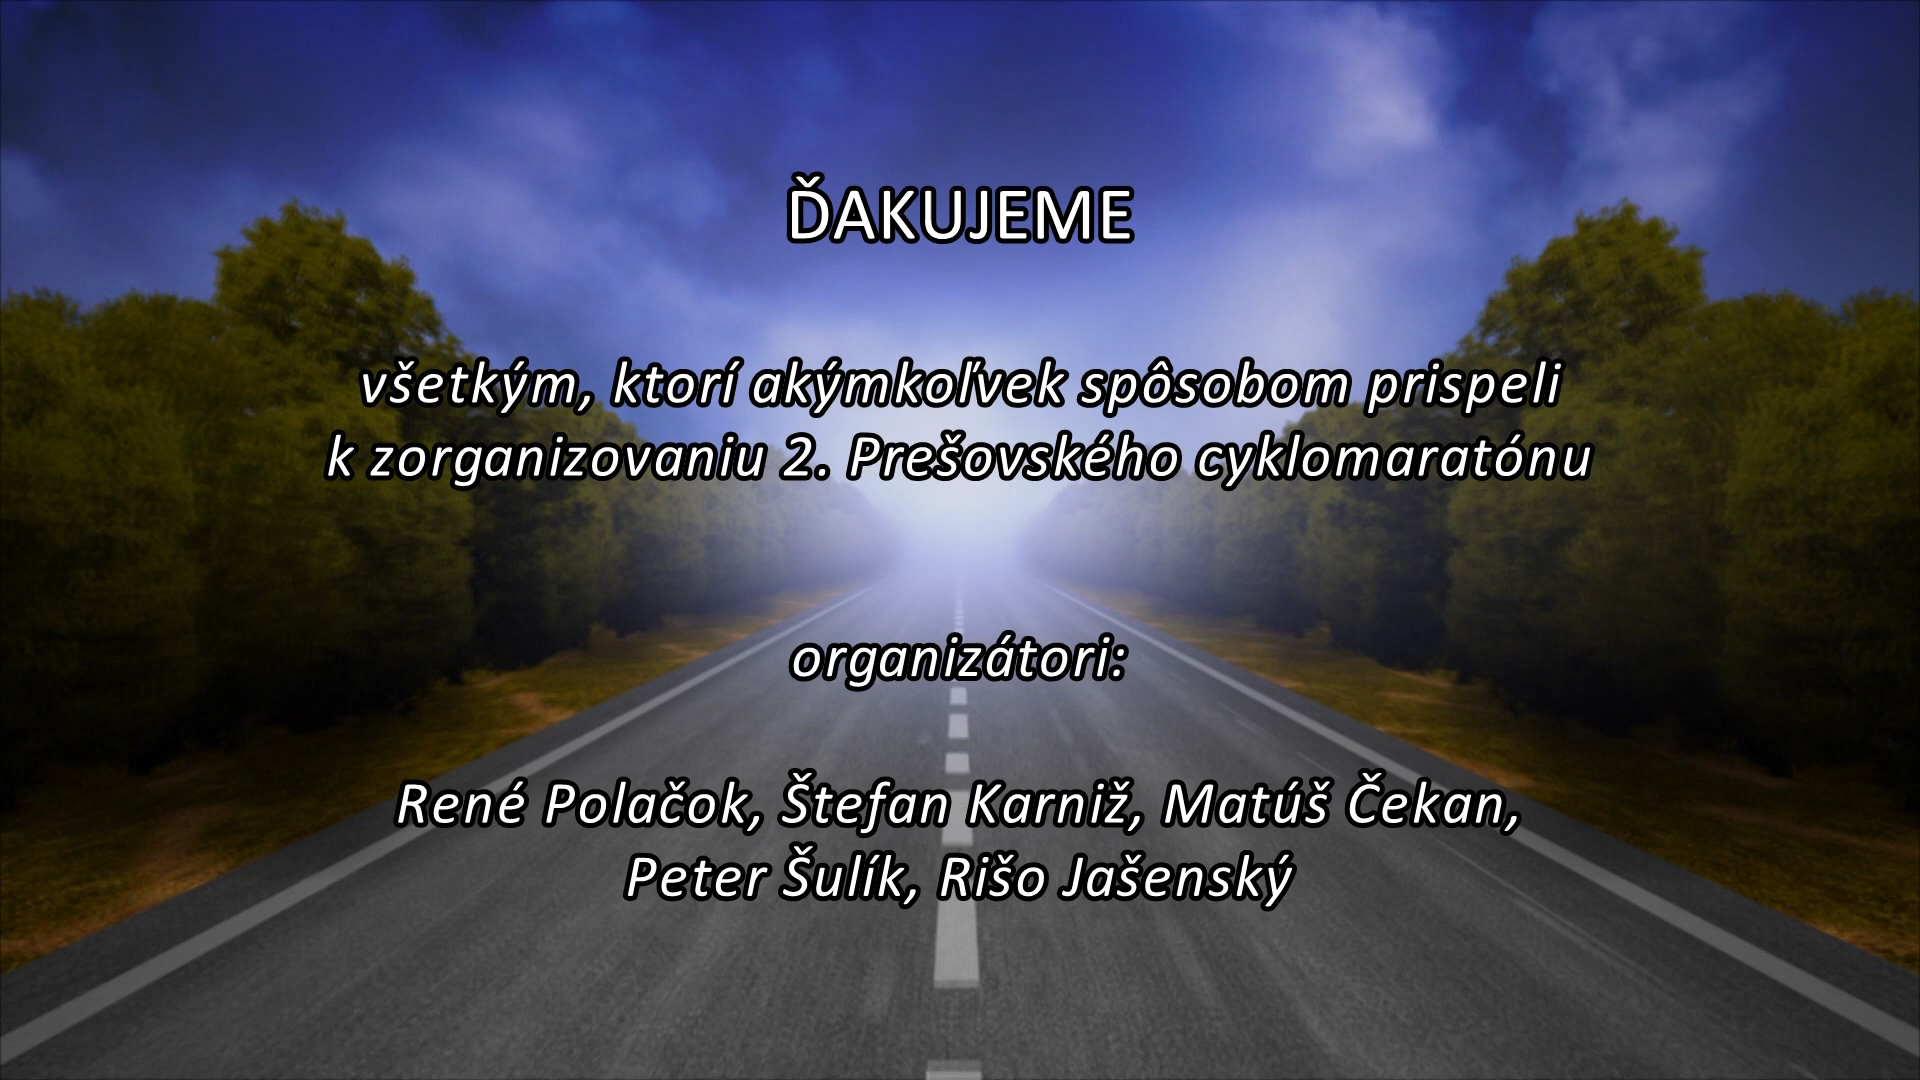 ĎAKUJEME
všetkým, ktorí akýmkoľvek spôsobom prispeli
k zorganizovaniu 2. Prešovského cyklomaratónu
organizátori:
René Polačok, Štefan Karniž, Matúš Čekan,
Peter Šulík, Rišo Jašenský